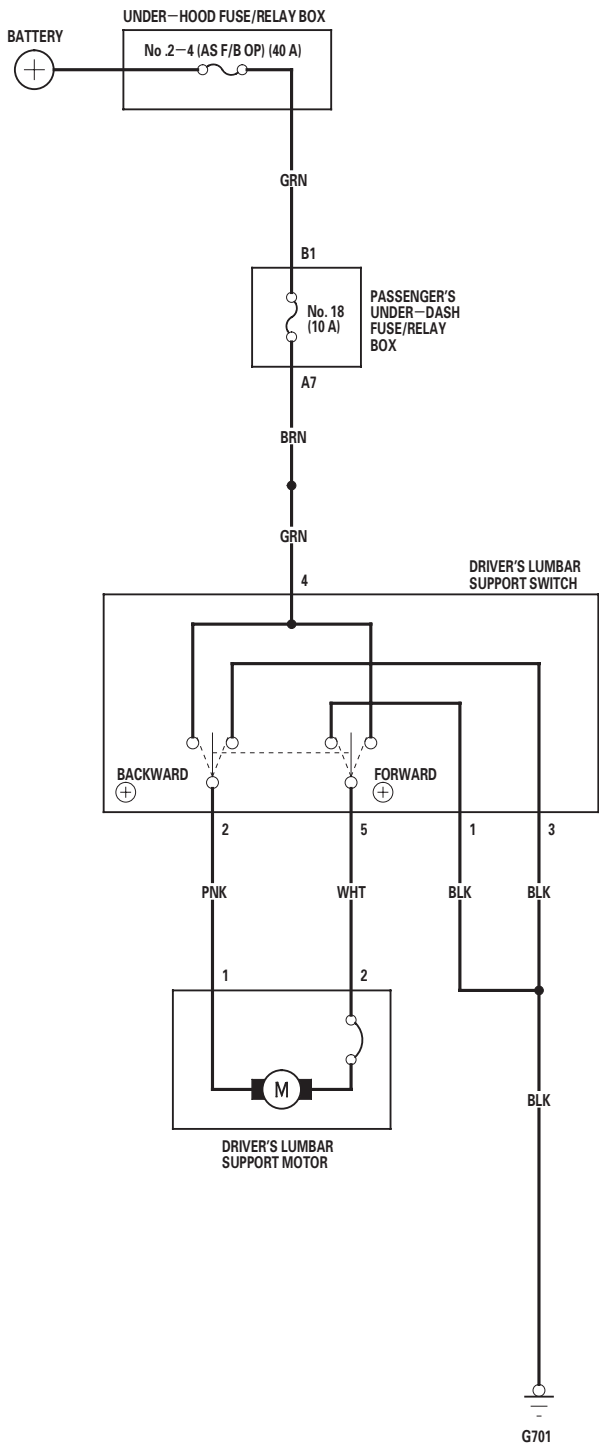 UNDER−HOOD FUSE/RELAY BOX
BATTERY
No .2−4 (AS F/B OP) (40 A)
GRN
B1
No. 18
(10 A)
PASSENGER'S
UNDER−DASH
FUSE/RELAY
BOX
A7
BRN
GRN
4
DRIVER'S LUMBAR
SUPPORT SWITCH
BACKWARD
FORWARD
2
5
1
3
PNK
WHT
BLK
BLK
1
2
M
DRIVER'S LUMBAR
SUPPORT MOTOR
BLK
G701